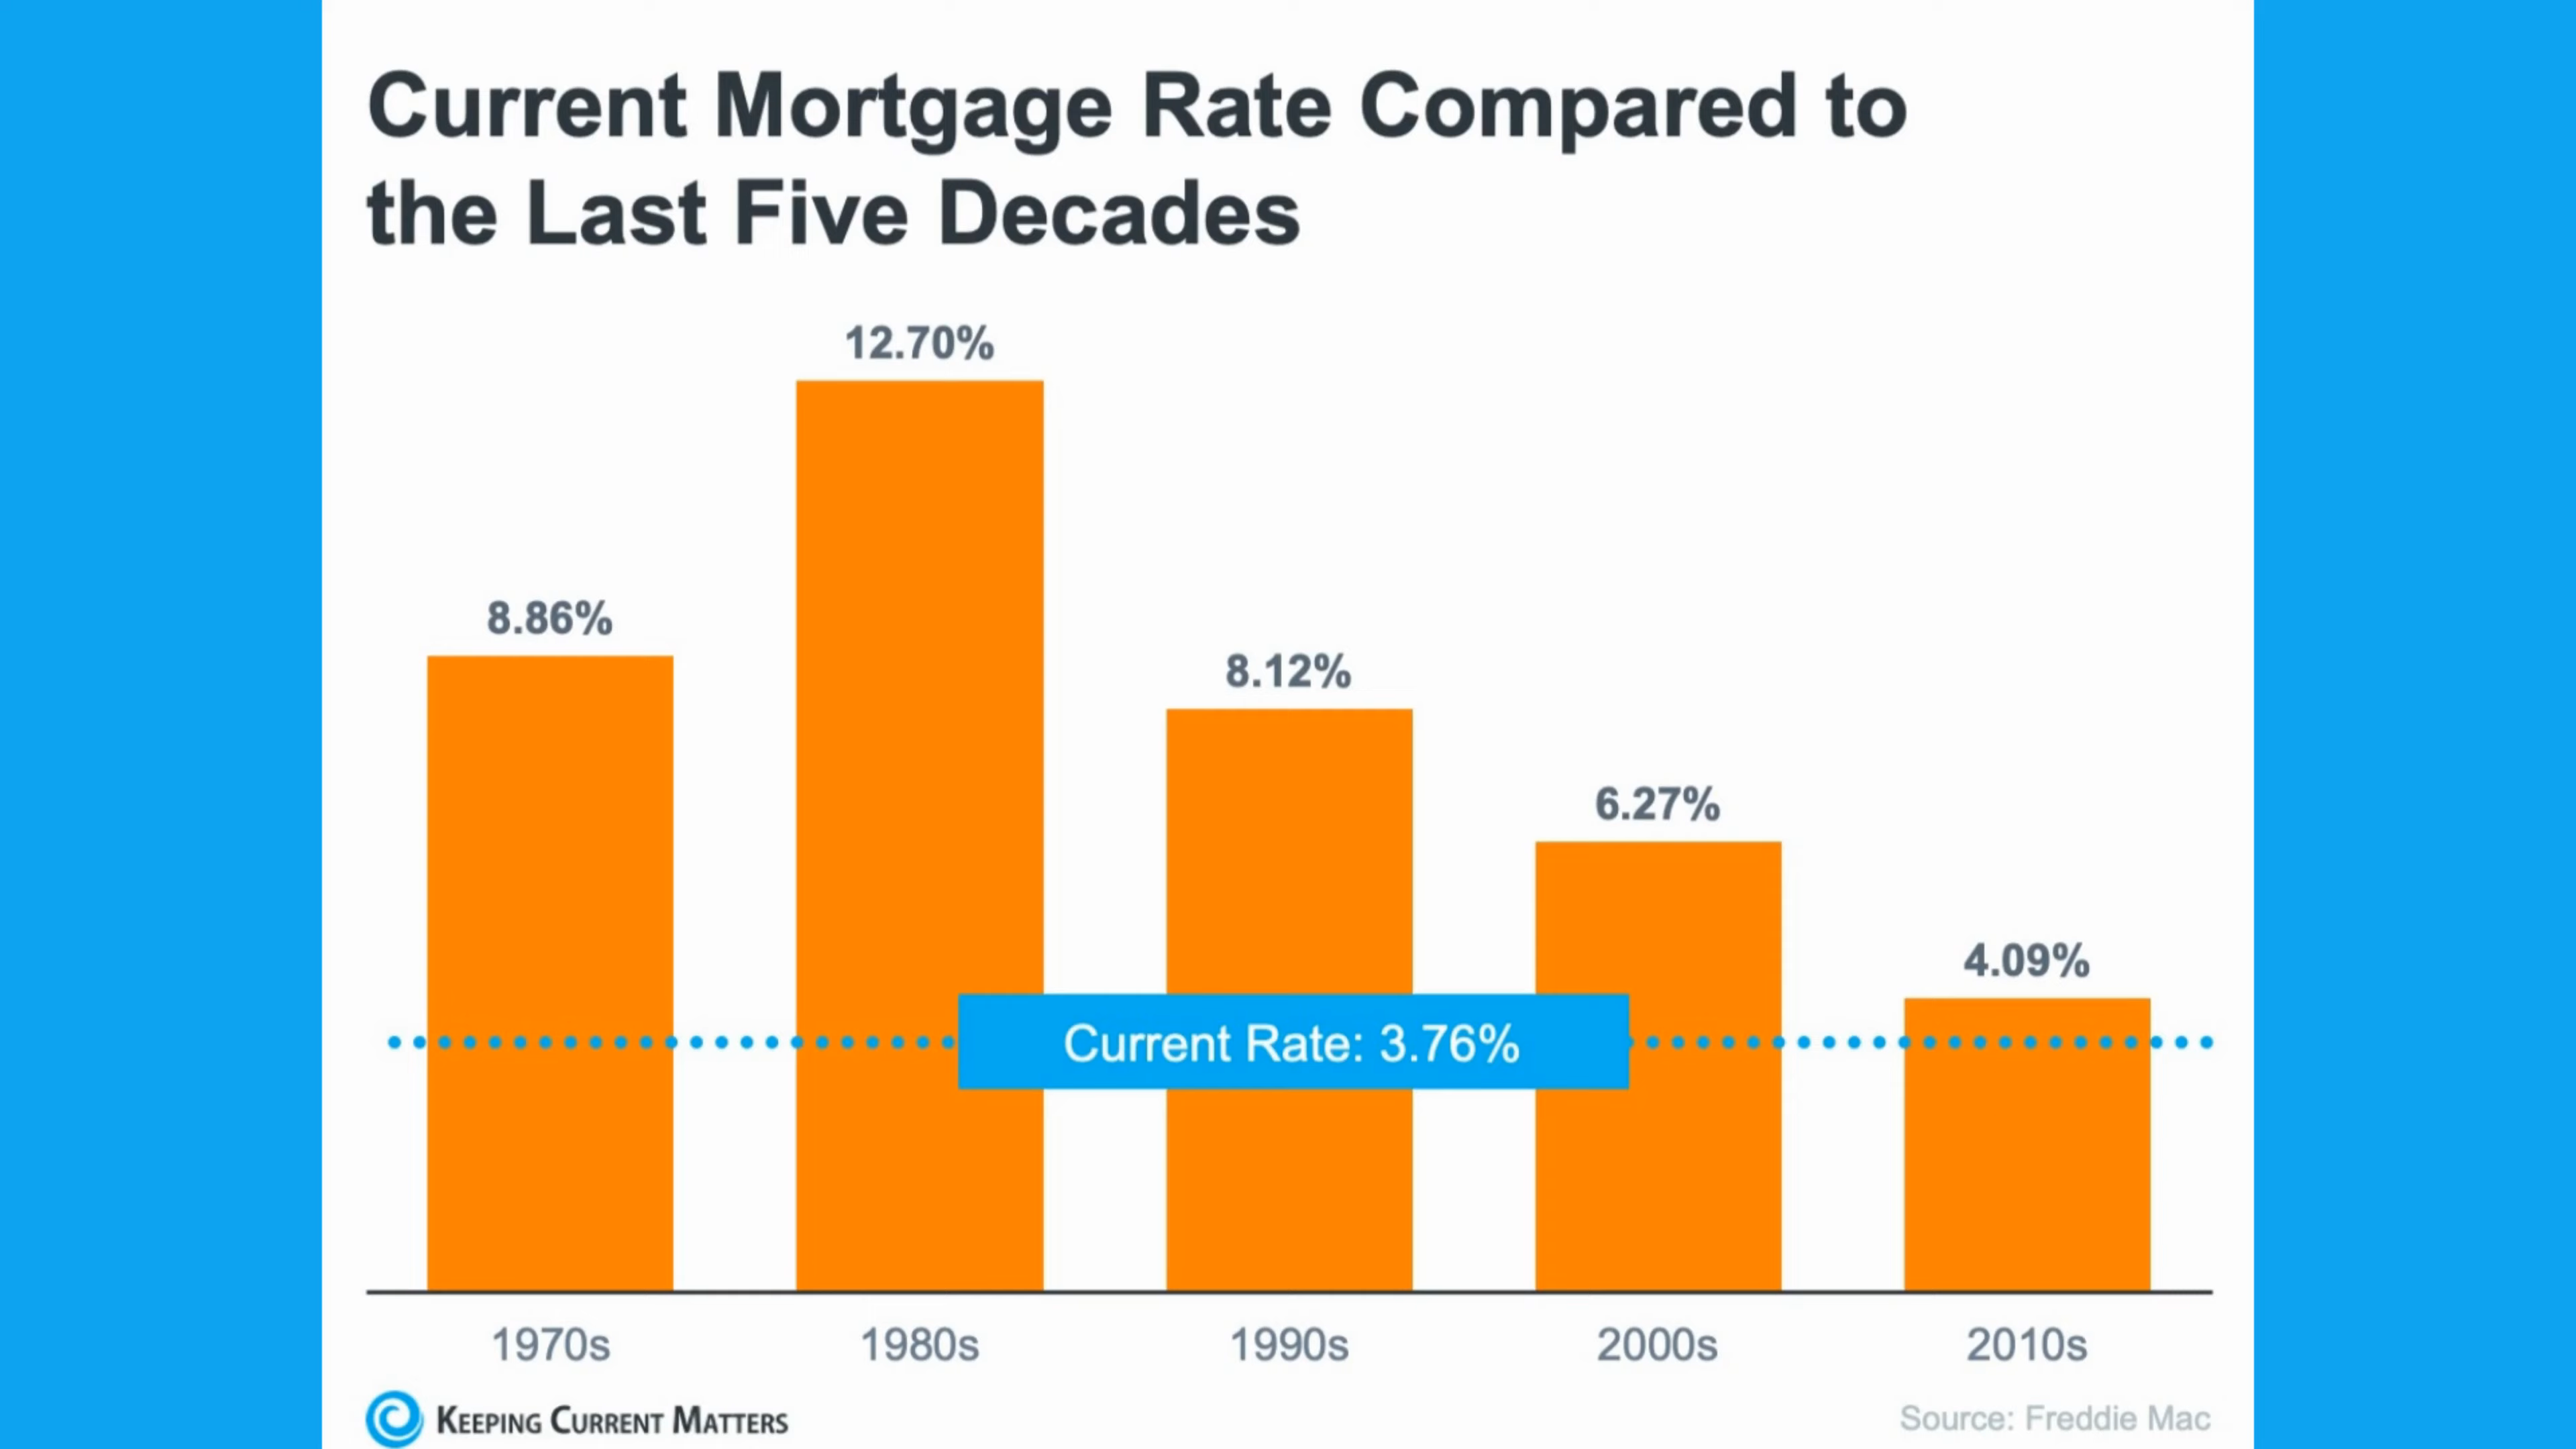 Current Mortgage Rate Compared to
the Last Five Decades
12.70%
8.86%
8.12%
6.27%
4.09%
Current Rate: 3.76%
1970s 1980s 1990s 2000s 2010s
KEEPING CURRENT MATTERS
Source: Freddie Mac